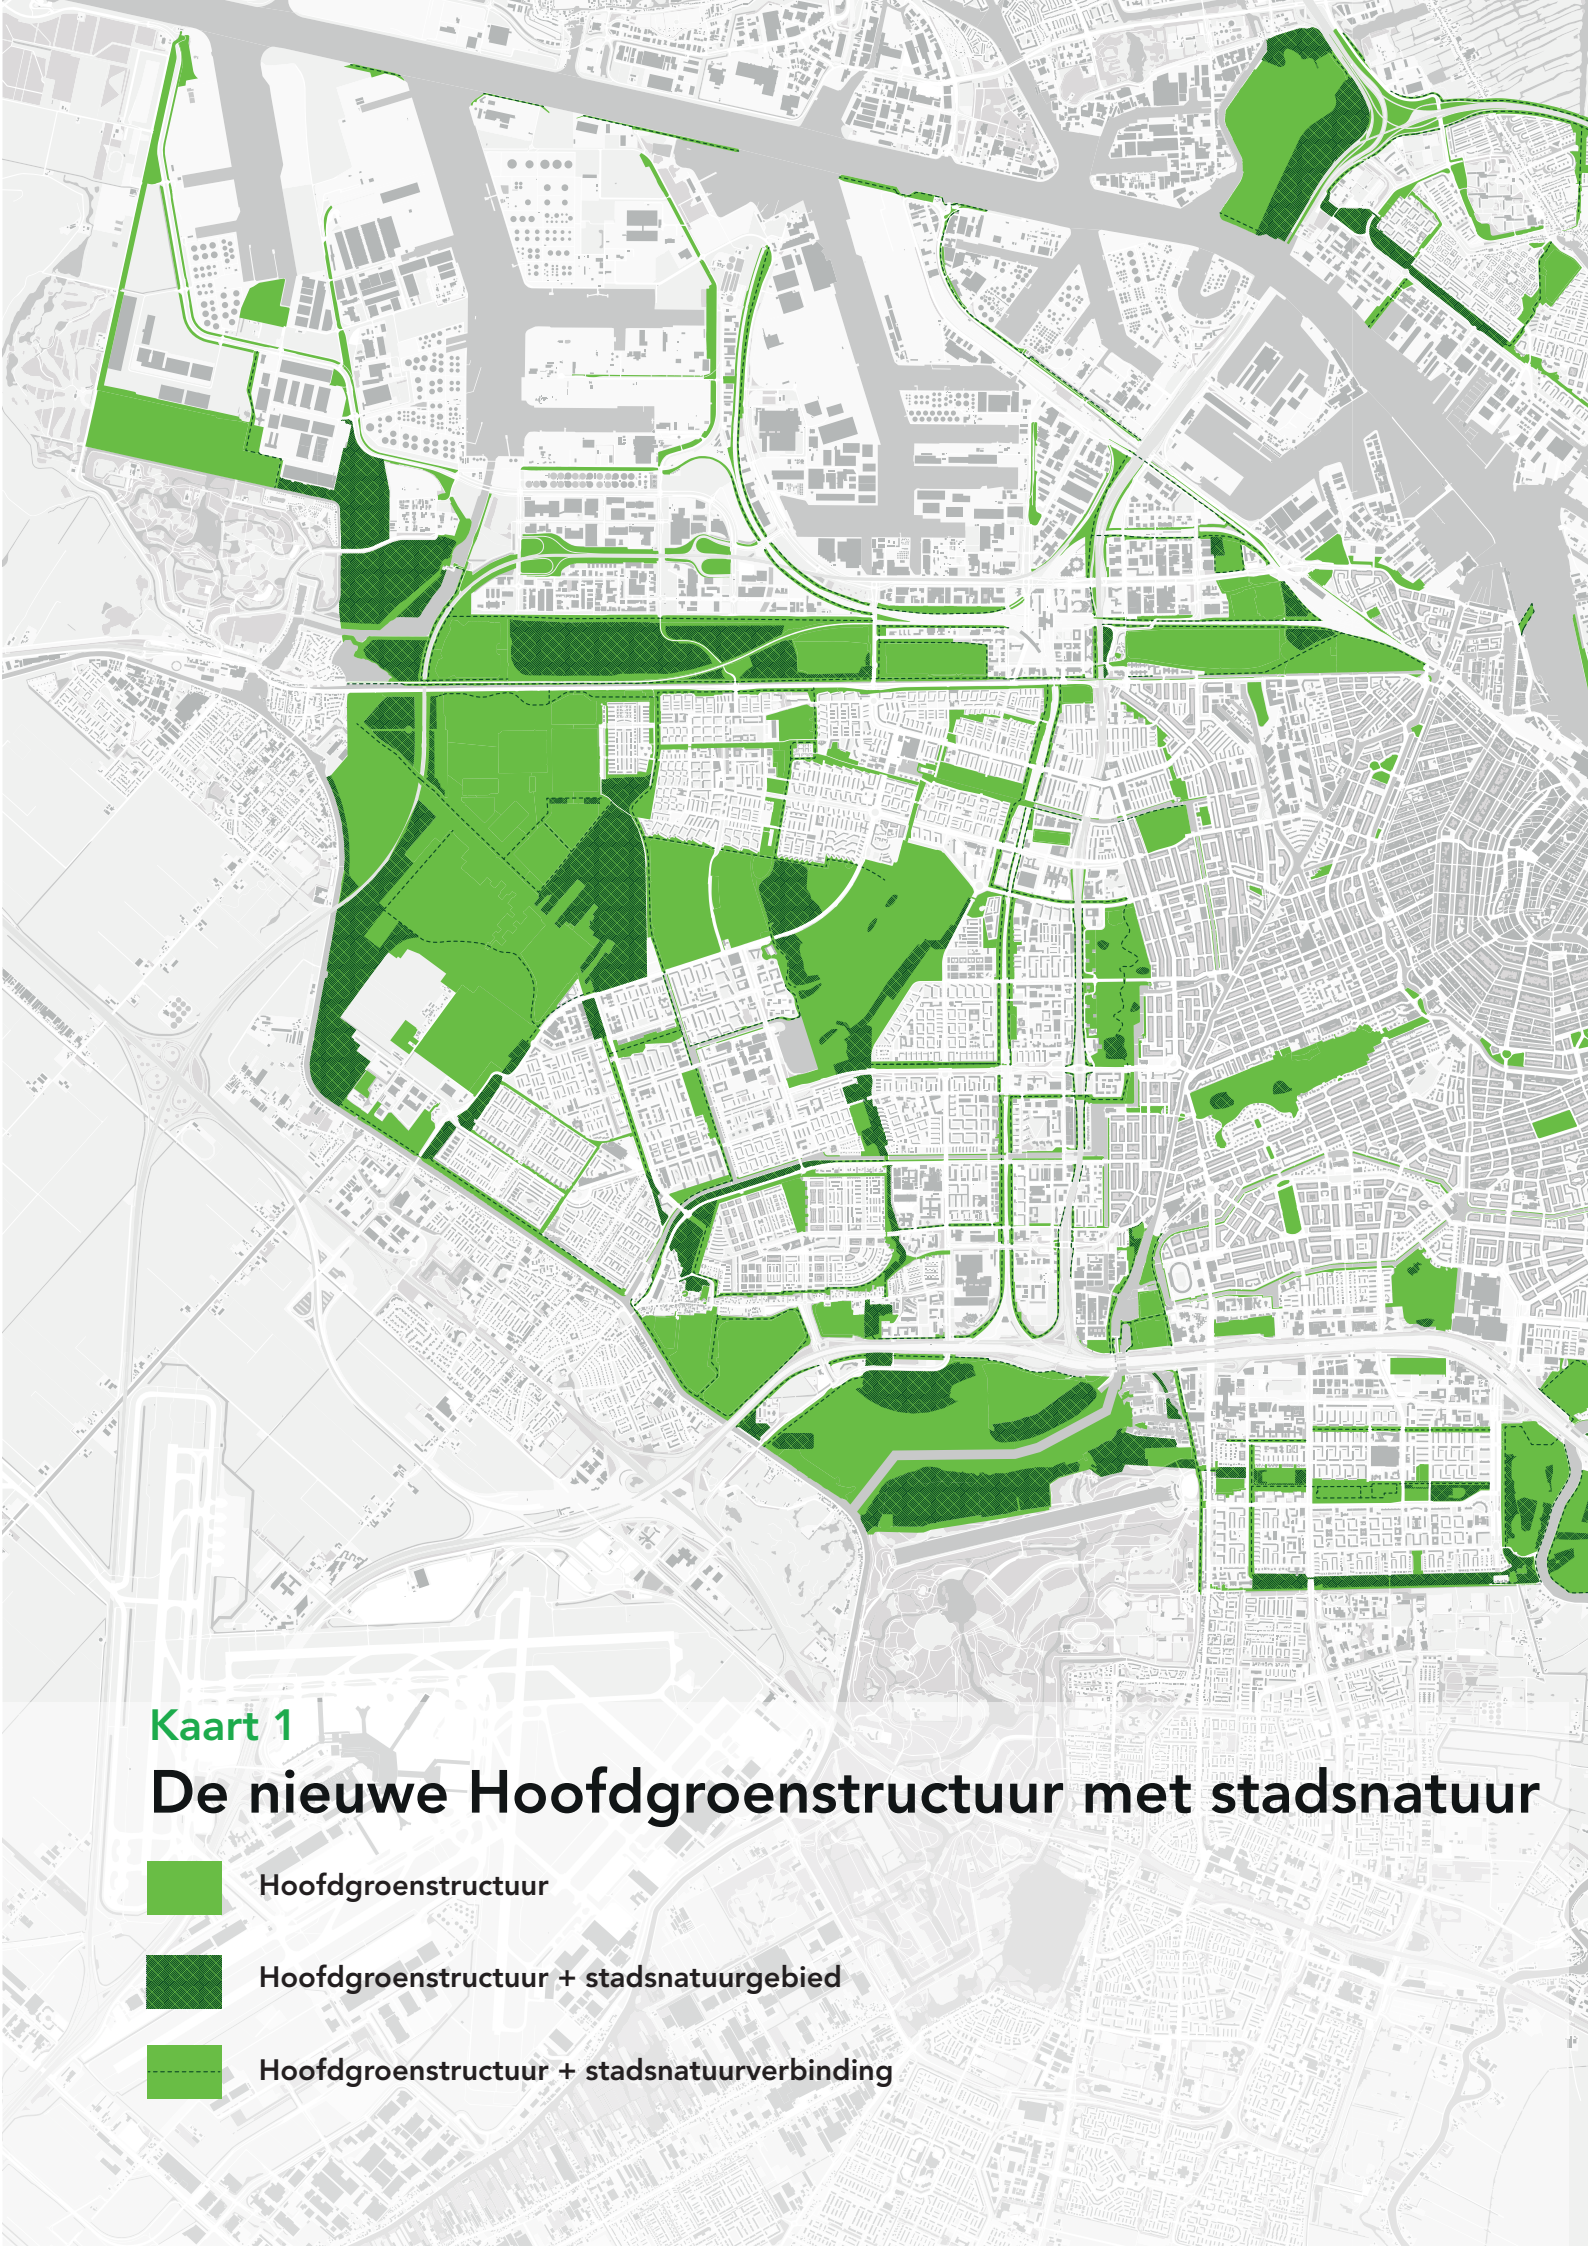 Kaart 1
De nieuwe Hoofdgroenstructuur met stadsnatuur
Hoofdgroenstructuur
Hoofdgroenstructuur + stadsnatuurgebied
Hoofdgroenstructuur + stadsnatuurverbinding